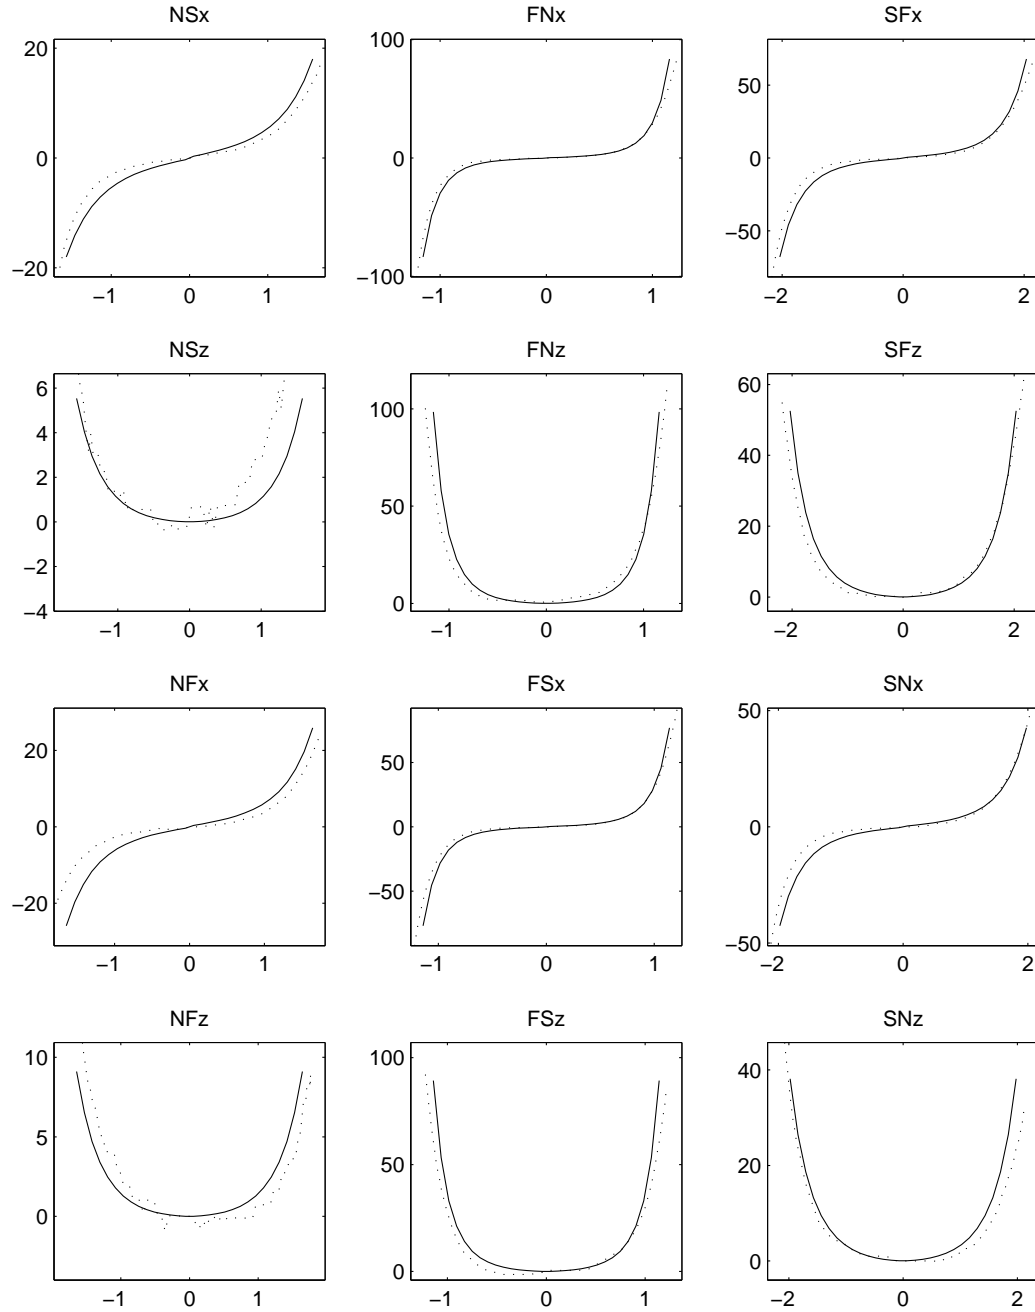 NSx FNx SFx
20 100 50
0 0 0
−20 −100 −50
−1 0 1 −1 0 1 −2 0 2
NSz FNz SFz
6 100 60
4 50 40
2 0 20
0 0
−2
−4
−1 0 1 −1 0 1 −2 0 2
NFx FSx SNx
20 50 50
0 0 0
−20 −50 −50
−1 0 1 −1 0 1 −2 0 2
NFz FSz SNz
10 100 40
5 50 20
0 0 0
−1 0 1 −1 0 1 −2 0 2